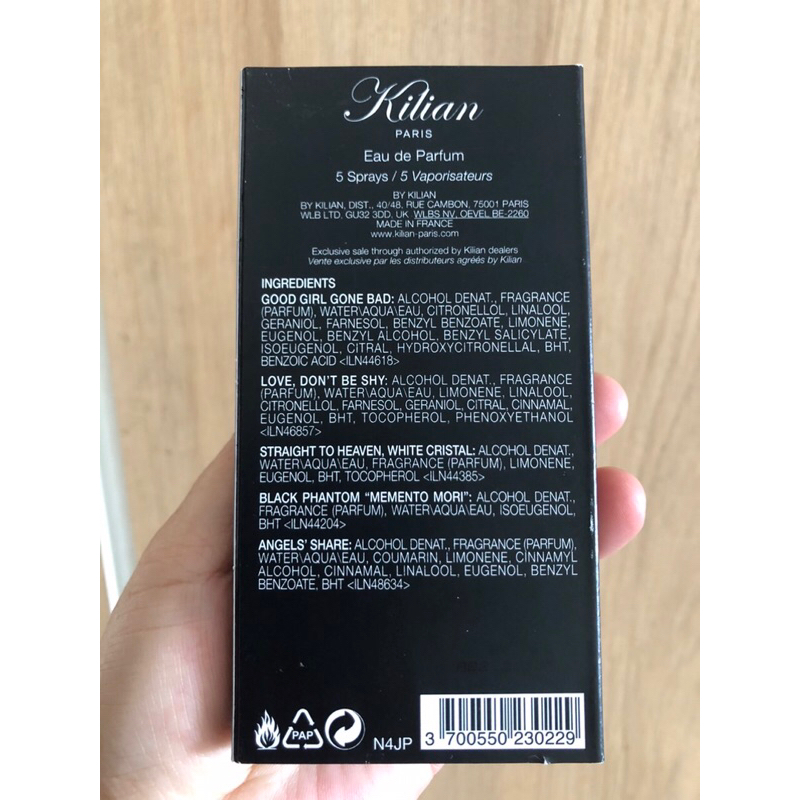 Kilian
PARIS
Eau de Parfum
5 Sprays / 5 Vaporisateurs
BY KILIAN
BY KILIAN, DIST., 40/48, RUE CAMBON, 75001 PARIS
WLB LTD. GU32 3DD. UK WLBS NV, OEVEL BE-2260
MADE IN FRANCE
www.kilian-paris.com
Exclusive sale through authorized by Kilian dealers
Vente exclusive par les distributeurs agréés by Kilian
INGREDIENTS
GOOD GIRL GONE BAD: ALCOHOL DENAT., FRAGRANCE
(PARFUM), WATER\AQUA\EAU, CITRONELLOL, LINALOOL,
GERANIOL, FARNESOL, BENZYL BENZOATE, LIMONENE,
EUGENOL, BENZYL ALCOHOL, BENZYL SALICYLATE,
ISOEUGENOL, CITRAL, HYDROXYCITRONELLAL, BHT,
BENZOIC ACID <ILN44618>
LOVE, DON'T BE SHY: ALCOHOL DENAT., FRAGRANCE
(PARFUM), WATER\AQUA\EAU, LIMONENE, LINALOOL,
CITRONELLOL, FARNESOL, GERANIOL, CITRAL, CINNAMAL,
EUGENOL, BHT, TOCOPHEROL, PHENOXYETHANOL
<ILN46857>
STRAIGHT TO HEAVEN, WHITE CRISTAL: ALCOHOL DENAT.,
WATER\AQUA\EAU, FRAGRANCE (PARFUM), LIMONENE,
EUGENOL, BHT, TOCOPHEROL <ILN44385>
BLACK PHANTOM "MEMENTO MORI": ALCOHOL DENAT.,
FRAGRANCE (PARFUM), WATER\AQUA\EAU, ISOEUGENOL,
BHT <ILN44204>
ANGELS' SHARE: ALCOHOL DENAT., FRAGRANCE (PARFUM),
WATER\AQUA\EAU, COUMARIN, LIMONENE, CINNAMYL
ALCOHOL, CINNAMAL, LINALOOL, EUGENOL, BENZYL
BENZOATE, BHT <ILN48634>
PAP
N4JP
3 700550 230229